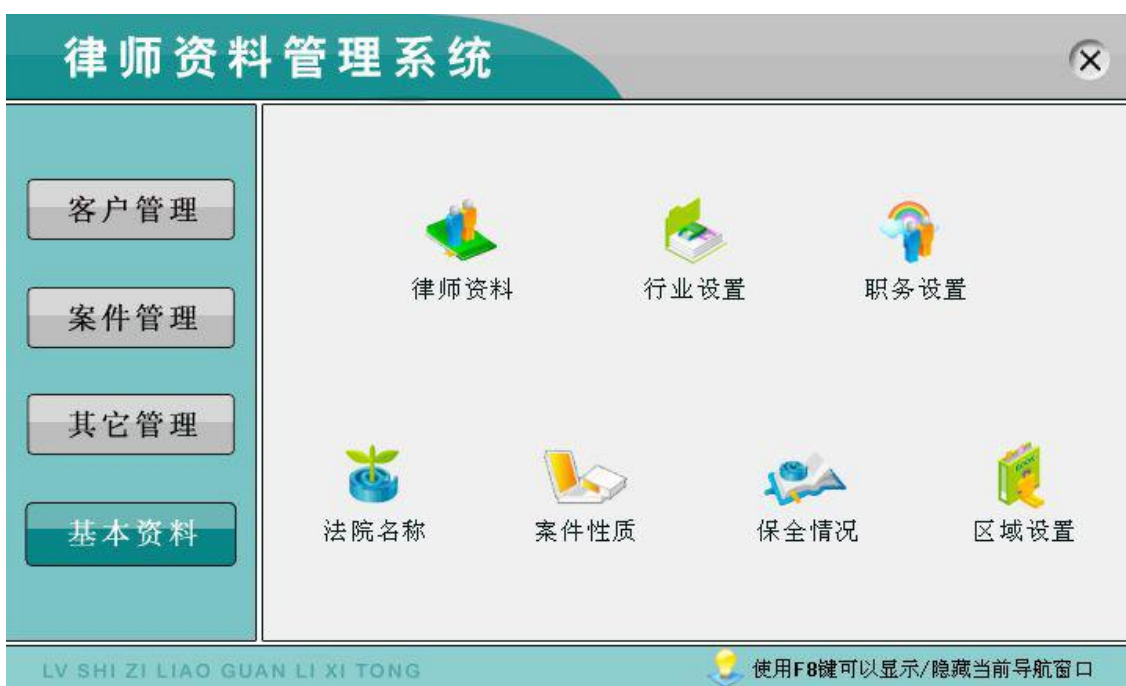 律师资料管理系统
客户管理
案件管理
其它管理
基本资料
律师资料
行业设置
职务设置
法院名称
案件性质
保全情况
区域设置
LV SHI ZI LIAO GUAN LI XI TONG
使用F8键可以显示/隐藏当前导航窗口